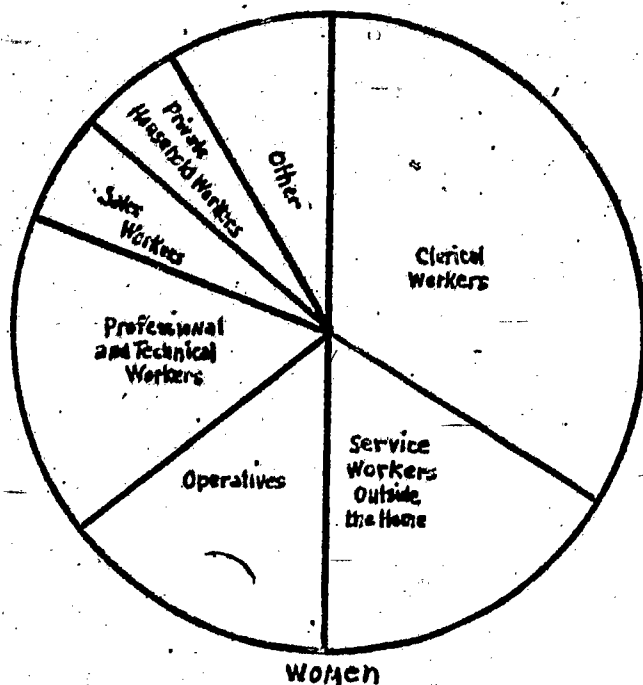 Private
Household Workers
Other
Sales
Workers
Clerical
Workers
Professional
and Technical
Workers
Operatives
Service
Workers
Outside
the Home
Women